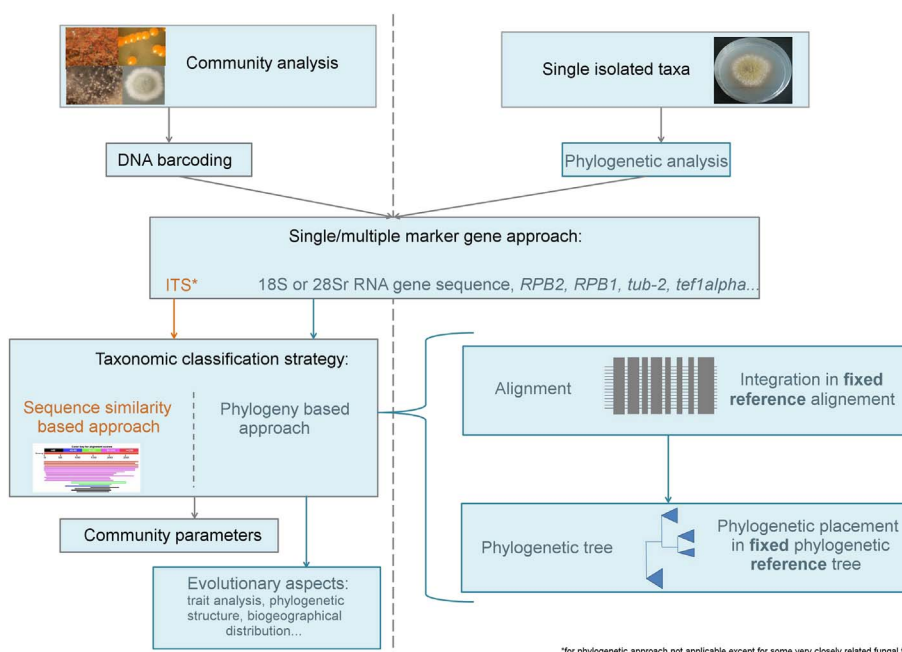 Community analysis
Single isolated taxa
DNA barcoding
Phylogenetic analysis
Single/multiple marker gene approach:
ITS*
18S or 28Sr RNA gene sequence, RPB2, RPB1, tub-2, tef1alpha...
Taxonomic classification strategy:
Sequence similarity
based approach
Phylogeny based
approach
Alignment
Integration in fixed
reference alignement
Community parameters
Phylogenetic tree
Phylogenetic placement
in fixed phylogenetic
reference tree
Evolutionary aspects:
trait analysis, phylogenetic
structure, biogeographical
distribution...
*for phylogenetic approach not applicable except for some very closely related fungal